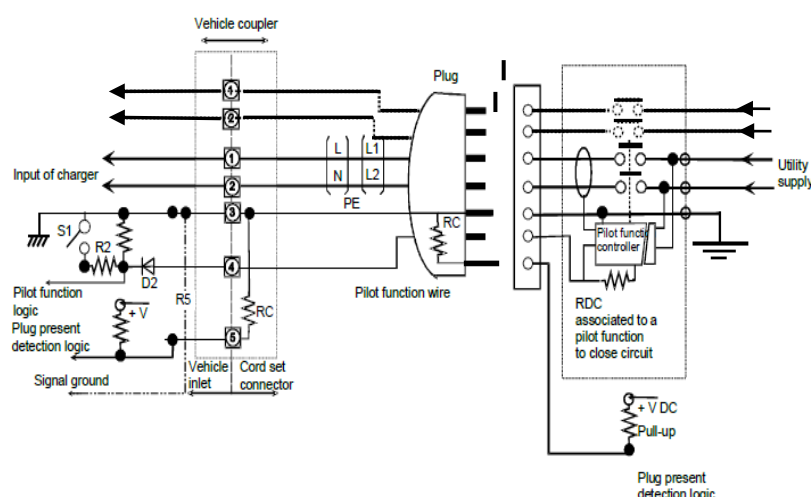 Vehicle coupler
Plug
4
2
1
L
L1
Input of charger
2
N
L2
Utility
supply
PE
3
S1
RC
Pilot functio
controller
R2
4
D2
Pilot function
logic
Plug present
detection logic
R5
Pilot function wire
+ V
RC
5
RDC
associated to a
pilot function
to close circuit
Signal ground
Vehicle
inlet
Cord set
connector
+ V DC
Pull-up
Plug present
detection logic